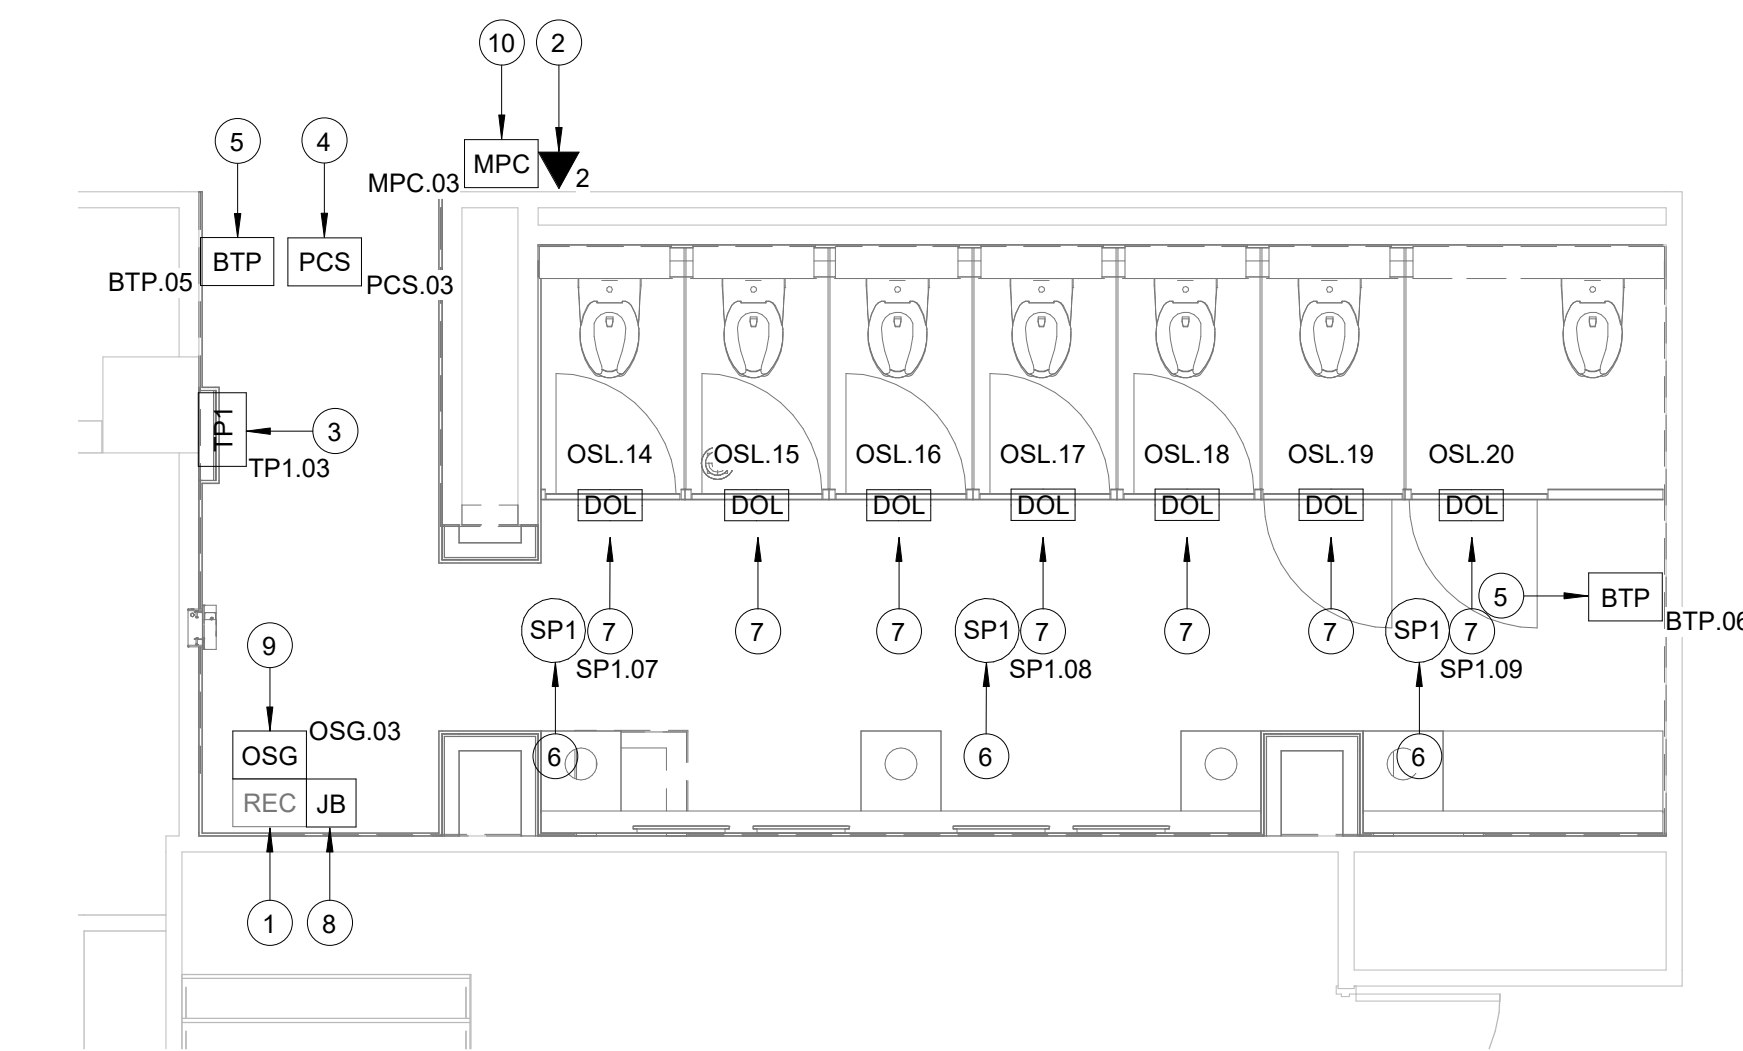 10 2
MPC
2
MPC.03
5 4
BTP PCS
BTP.05 PCS.03
TP1 3
TP1.03
OSL.14 OSL.15 OSL.16 OSL.17 OSL.18 OSL.19 OSL.20
DOL DOL DOL DOL DOL DOL DOL
5 BTP
BTP.06
SP1 7 7 7 SP1 7 7 7 SP1 7
SP1.07 SP1.08 SP1.09
9
OSG.03
OSG
6 6 6
REC JB
1 8